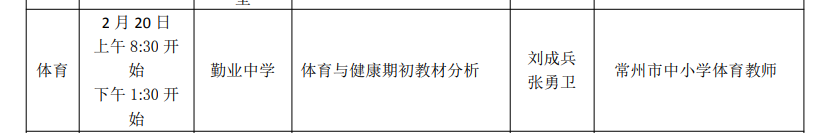 2 月 20 日
上午 8:30 开
始
下午 1:30 开
始
体育
勤业中学
体育与健康期初教材分析
刘成兵
张勇卫
常州市中小学体育教师